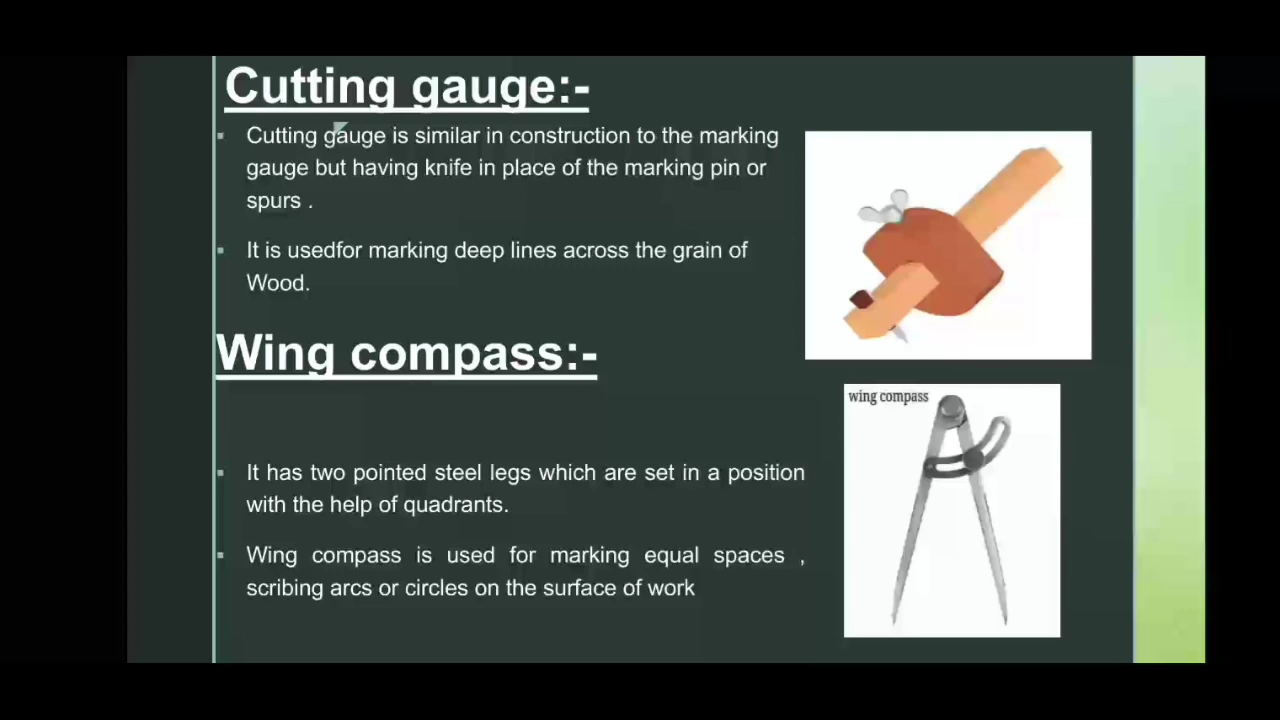 Cutting gauge:-
Cutting gauge is similar in construction to the marking
gauge but having knife in place of the marking pin or
spurs .
It is usedfor marking deep lines across the grain of
Wood.
Wing compass:-
wing compass
It has two pointed steel legs which are set in a position
with the help of quadrants.
Wing compass is used for marking equal spaces ,
scribing arcs or circles on the surface of work